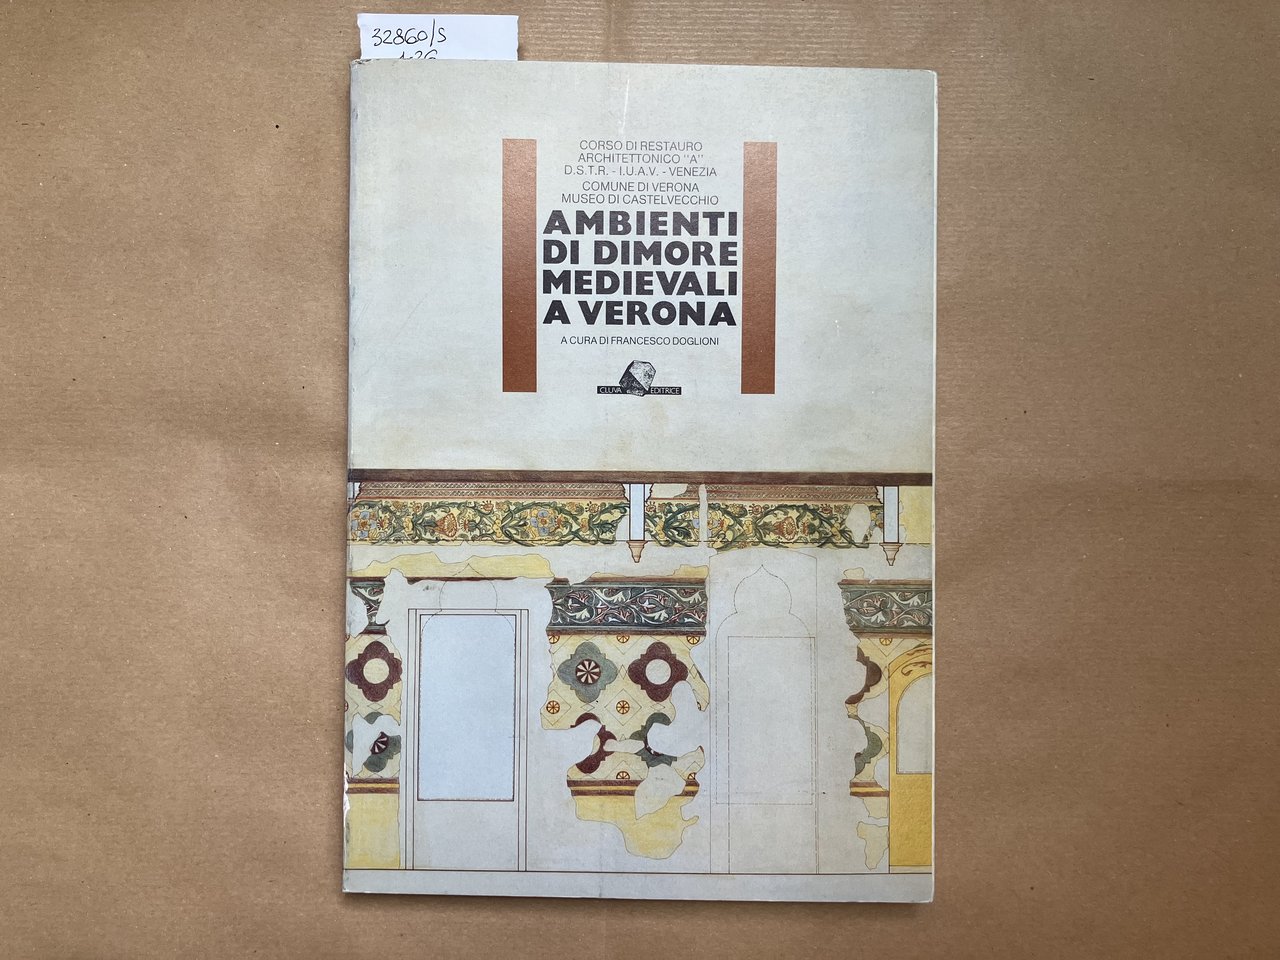 32860/S
CORSO DI RESTAURO
ARCHITETTONICO "A"
D.S.T.R. - I.U.A.V. - VENEZIA
COMUNE DI VERONA
MUSEO DI CASTELVECCHIO
AMBIENTI
DI DIMORE
MEDIEVALI
A VERONA
A CURA DI FRANCESCO DOGLIONI
CLUVA EDITRICE